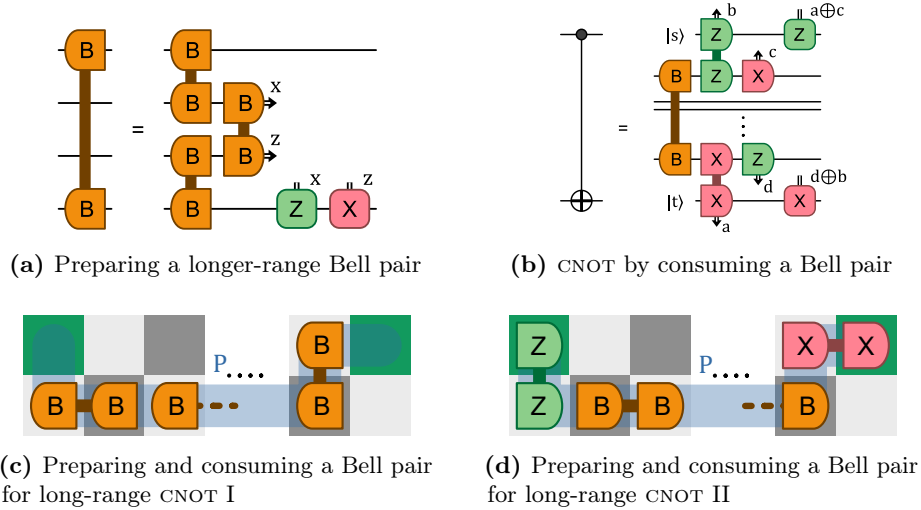 B
B
B
B
B
B
x
=
B
B
z
x
z
B
Z
X
(a) Preparing a longer-range Bell pair
b
a⊕c
|s⟩
Z
Z
c
B
Z
X
=
B
X
Z
d
d⊕b
|t⟩
X
X
a
(b) CNOT by consuming a Bell pair
B
P
B
B
B
B
(c) Preparing and consuming a Bell pair
for long-range CNOT I
Z
X
X
P
Z
B
B
B
(d) Preparing and consuming a Bell pair
for long-range CNOT II